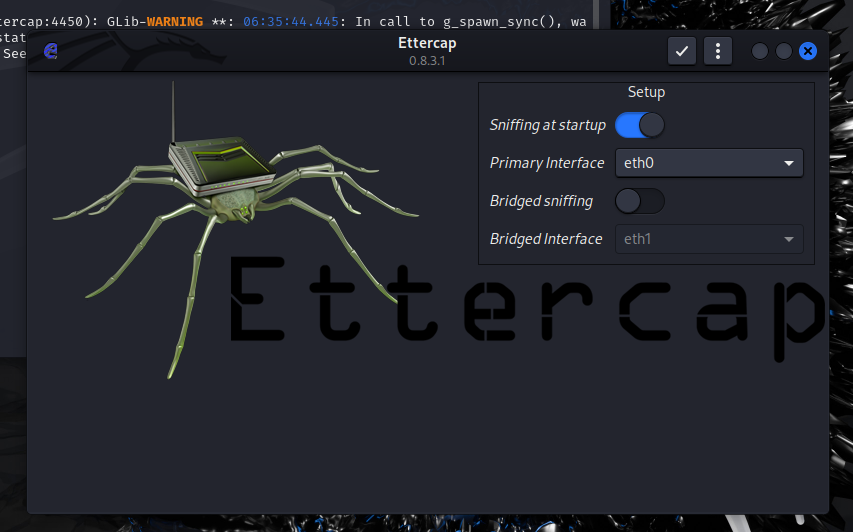 tercap:4450): GLib-WARNING **: 06:35:44.445: In call to g_spawn_sync(), wa
stat
See
Ettercap
0.8.3.1
Setup
Sniffing at startup
Primary Interface eth0
Bridged sniffing
Bridged Interface eth1
Ettercap